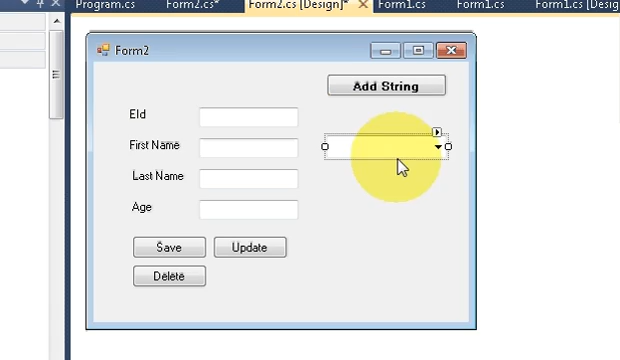 Program.cs Form2.cs* Form2.cs [Design]* Form1.cs Form1.cs Form1.cs [Desig
Form2
Add String
EId
First Name
Last Name
Age
Save Update
Delete